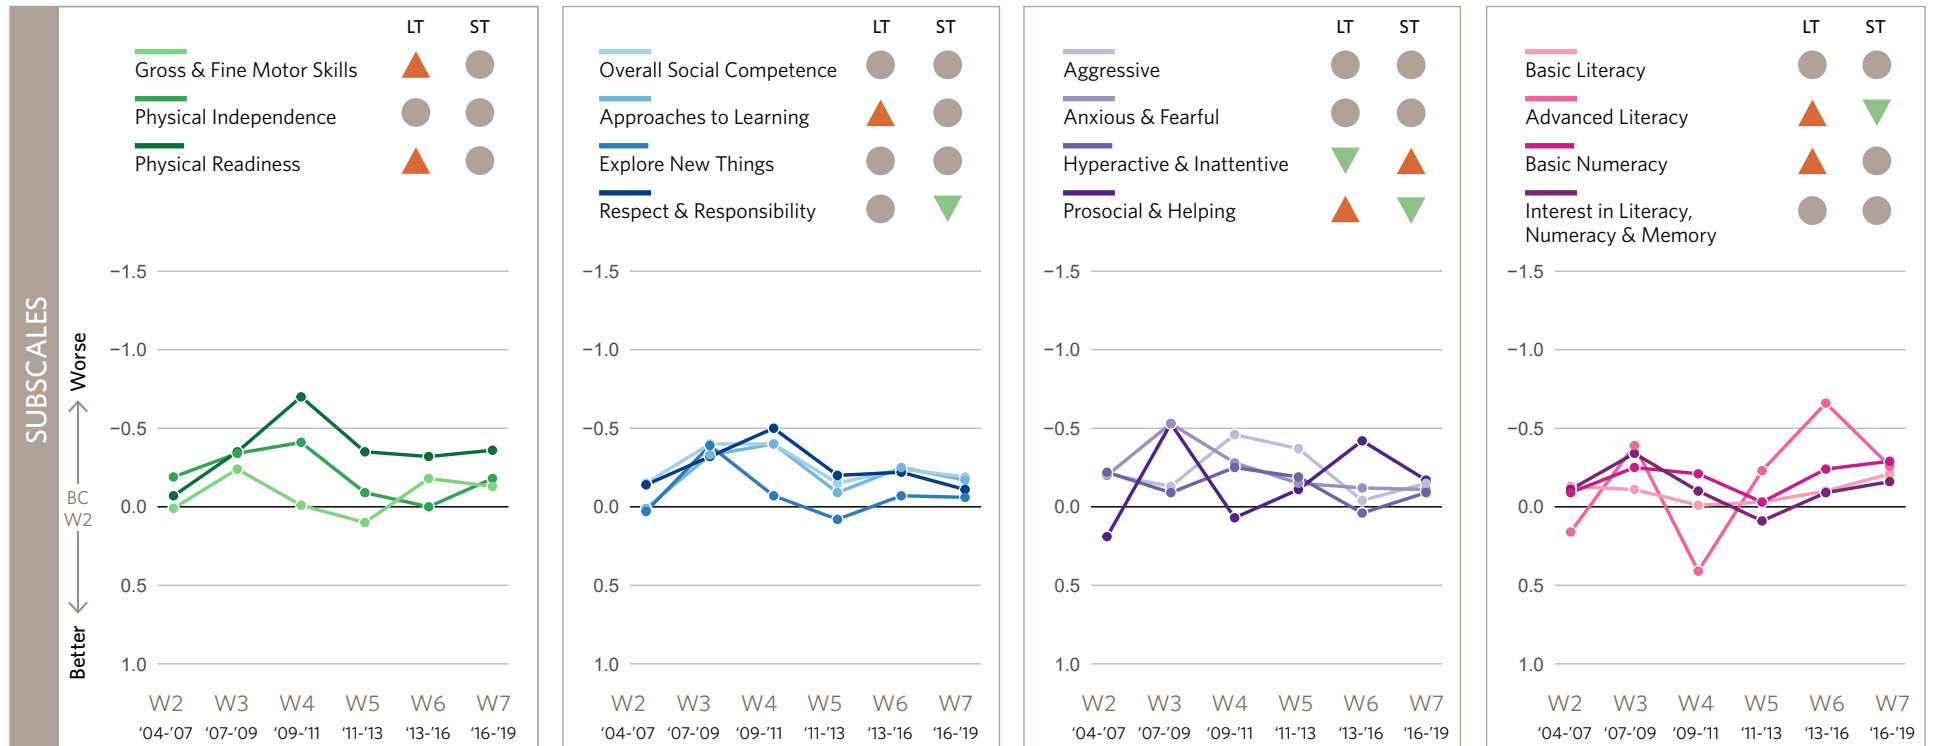 SUBSCALES
Worse
BC
W2
Better
LT ST
Gross & Fine Motor Skills
Physical Independence
Physical Readiness
−1.5
−1.0
−0.5
0.0
0.5
1.0
W2 W3 W4 W5 W6 W7
‘04-’07 ‘07-’09 ‘09-’11 ‘11-’13 ‘13-’16 ‘16-’19
LT ST
Overall Social Competence
Approaches to Learning
Explore New Things
Respect & Responsibility
−1.5
−1.0
−0.5
0.0
0.5
1.0
W2 W3 W4 W5 W6 W7
‘04-’07 ‘07-’09 ‘09-’11 ‘11-’13 ‘13-’16 ‘16-’19
LT ST
Aggressive
Anxious & Fearful
Hyperactive & Inattentive
Prosocial & Helping
−1.5
−1.0
−0.5
0.0
0.5
1.0
W2 W3 W4 W5 W6 W7
‘04-’07 ‘07-’09 ‘09-’11 ‘11-’13 ‘13-’16 ‘16-’19
LT ST
Basic Literacy
Advanced Literacy
Basic Numeracy
Interest in Literacy,
Numeracy & Memory
−1.5
−1.0
−0.5
0.0
0.5
1.0
W2 W3 W4 W5 W6 W7
‘04-’07 ‘07-’09 ‘09-’11 ‘11-’13 ‘13-’16 ‘16-’19